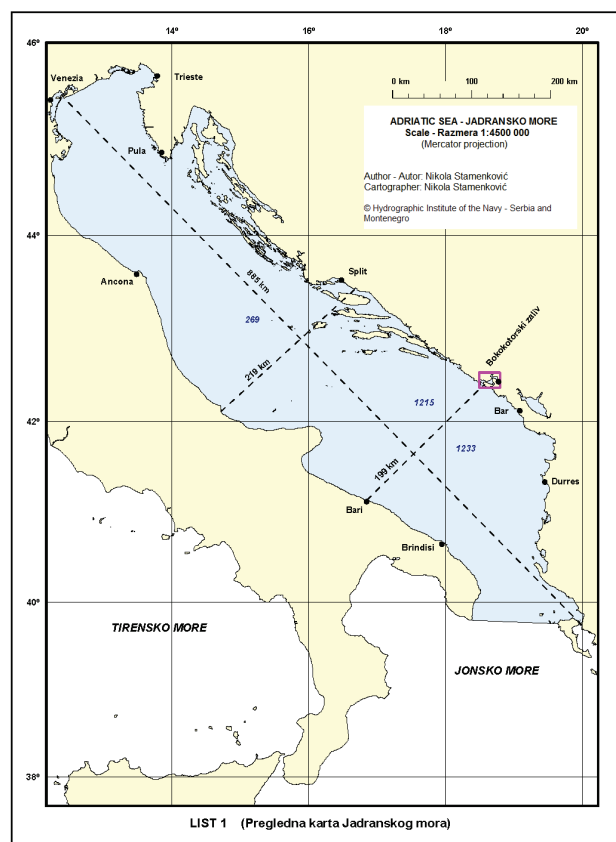 14°
16°
18°
20°
46°
Venezia
Trieste
0 km
100
200 km
ADRIATIC SEA - JADRANSKO MORE
Scale - Razmera 1:4500 000
(Mercator projection)
Author - Autor: Nikola Stamenković
Cartographer: Nikola Stamenković
© Hydrographic Institute of the Navy - Serbia and
Montenegro
Pula
44°
Ancona
885 km
Split
269
219 km
Bokokotorski zaliv
42°
1215
Bar
1233
199 km
Bari
Durres
Brindisi
40°
TIRENSKO MORE
JONSKO MORE
38°
LIST 1 (Pregledna karta Jadranskog mora)